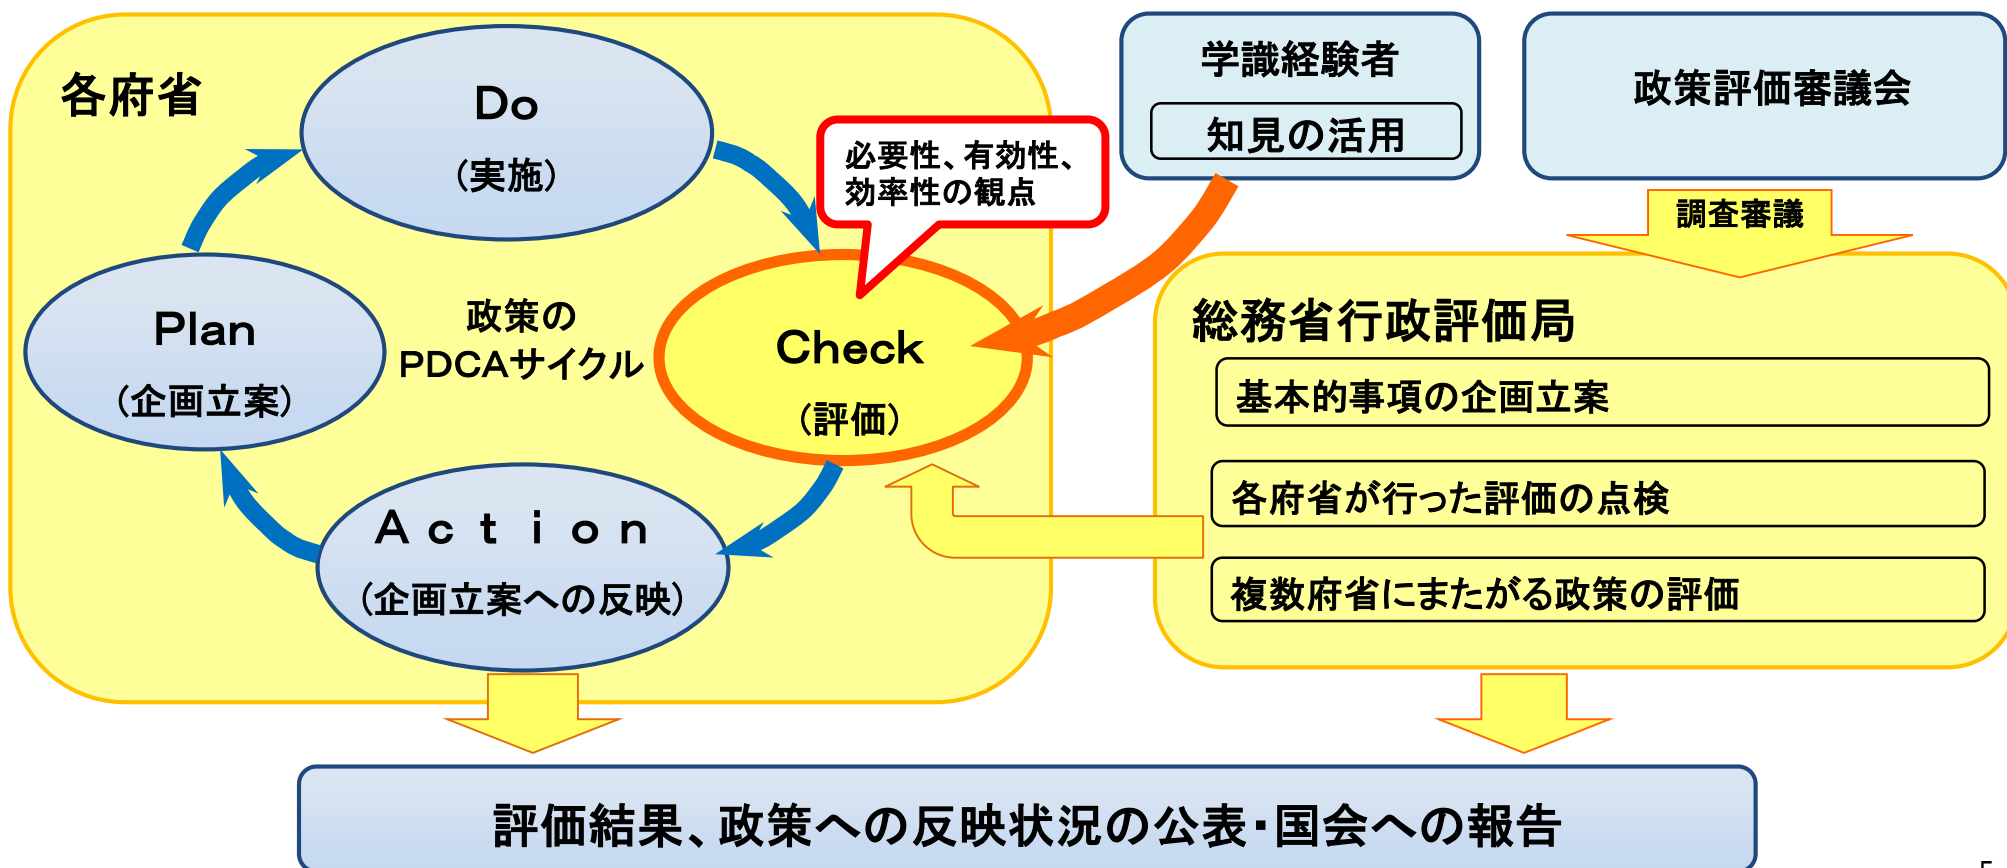 各府省
Do
（実施）
必要性、有効性、
効率性の観点
Plan
（企画立案）
政策の
PDCAサイクル
Check
（評価）
Ａｃｔｉｏｎ
（企画立案への反映）
学識経験者
知見の活用
政策評価審議会
調査審議
総務省行政評価局
基本的事項の企画立案
各府省が行った評価の点検
複数府省にまたがる政策の評価
評価結果、政策への反映状況の公表・国会への報告